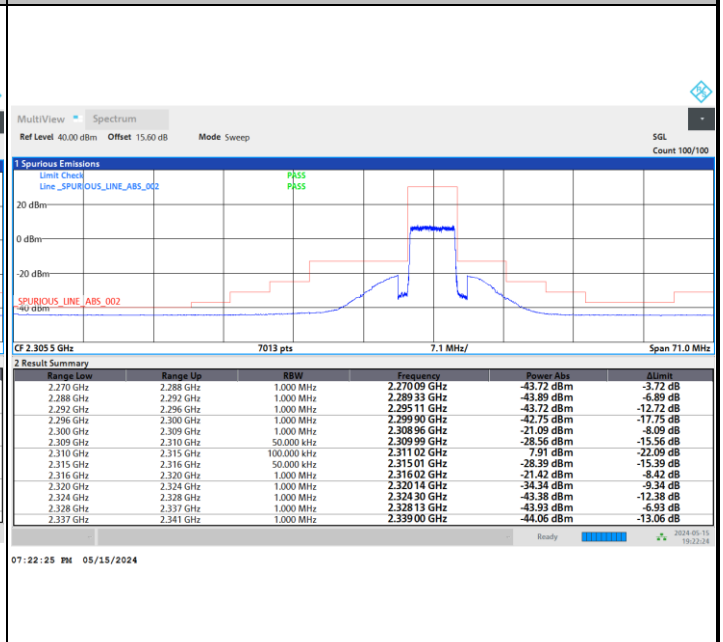 MultiView Spectrum
Ref Level 40.00 dBm Offset 15.60 dB Mode Sweep SGL
Count 100/100
1 Spurious Emissions
Limit Check PASS
Line _SPURIOUS_LINE_ABS_002 PASS
20 dBm
0 dBm
-20 dBm
SPURIOUS_LINE_ABS_002
-40 dBm
CF 2.305 5 GHz 7013 pts 7.1 MHz/ Span 71.0 MHz
2 Result Summary
Range Low Range Up RBW Frequency Power Abs ΔLimit
2.270 GHz 2.288 GHz 1.000 MHz 2.270 09 GHz -43.72 dBm -3.72 dB
2.288 GHz 2.292 GHz 1.000 MHz 2.289 33 GHz -43.89 dBm -6.89 dB
2.292 GHz 2.296 GHz 1.000 MHz 2.295 11 GHz -43.72 dBm -12.72 dB
2.296 GHz 2.300 GHz 1.000 MHz 2.299 90 GHz -42.75 dBm -17.75 dB
2.300 GHz 2.309 GHz 1.000 MHz 2.308 96 GHz -21.09 dBm -8.09 dB
2.309 GHz 2.310 GHz 50.000 kHz 2.309 99 GHz -28.56 dBm -15.56 dB
2.310 GHz 2.315 GHz 100.000 kHz 2.311 02 GHz 7.91 dBm -22.09 dB
2.315 GHz 2.316 GHz 50.000 kHz 2.315 01 GHz -28.39 dBm -15.39 dB
2.316 GHz 2.320 GHz 1.000 MHz 2.316 02 GHz -21.42 dBm -8.42 dB
2.320 GHz 2.324 GHz 1.000 MHz 2.320 14 GHz -34.34 dBm -9.34 dB
2.324 GHz 2.328 GHz 1.000 MHz 2.324 30 GHz -43.38 dBm -12.38 dB
2.328 GHz 2.337 GHz 1.000 MHz 2.328 13 GHz -43.93 dBm -6.93 dB
2.337 GHz 2.341 GHz 1.000 MHz 2.339 00 GHz -44.06 dBm -13.06 dB
Ready 2024-05-15
19:22:24
07:22:25 PM 05/15/2024